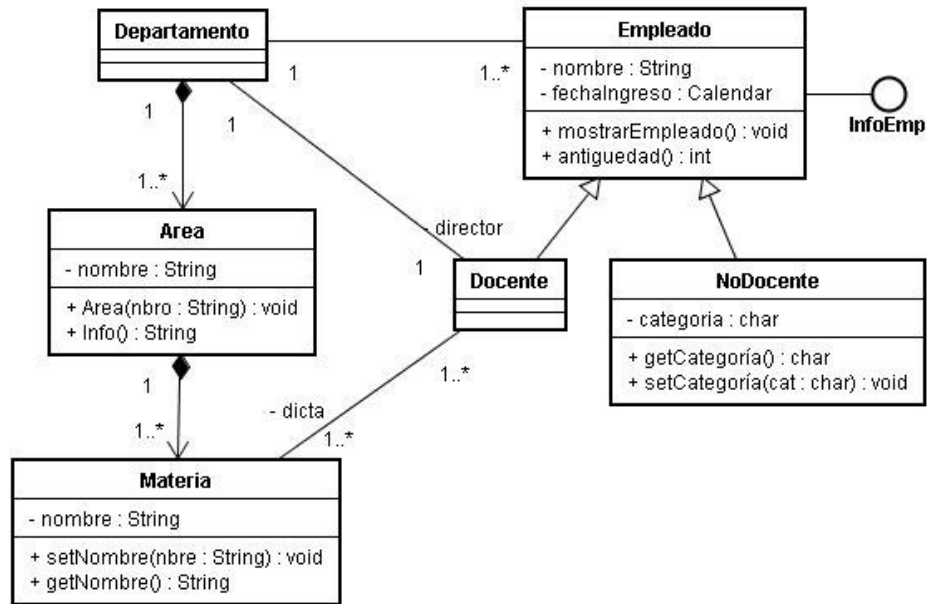 Departamento
Empleado
- nombre : String
- fechaIngreso : Calendar
+ mostrarEmpleado() : void
+ antiguedad() : int
InfoEmp
1
1..*
1
1
1..*
- director
1
Area
- nombre : String
+ Area(nbro : String) : void
+ Info() : String
Docente
NoDocente
- categoria : char
+ getCategoría() : char
+ setCategoría(cat : char) : void
1
1..*
- dicta
1..*
1..*
Materia
- nombre : String
+ setNombre(nbre : String) : void
+ getNombre() : String